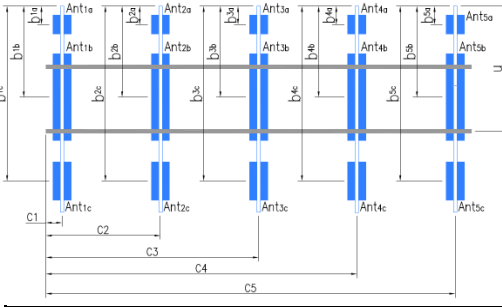 b1a Ant1a b2a Ant2a b3a Ant3a b4a Ant4a b5a Ant5a
b1b Ant1b b2b Ant2b b3b Ant3b b4b Ant4b b5b Ant5b
b1c b2c b3c b4c b5c
Ant1c Ant2c Ant3c Ant4c Ant5c
C1
C2
C3
C4
C5